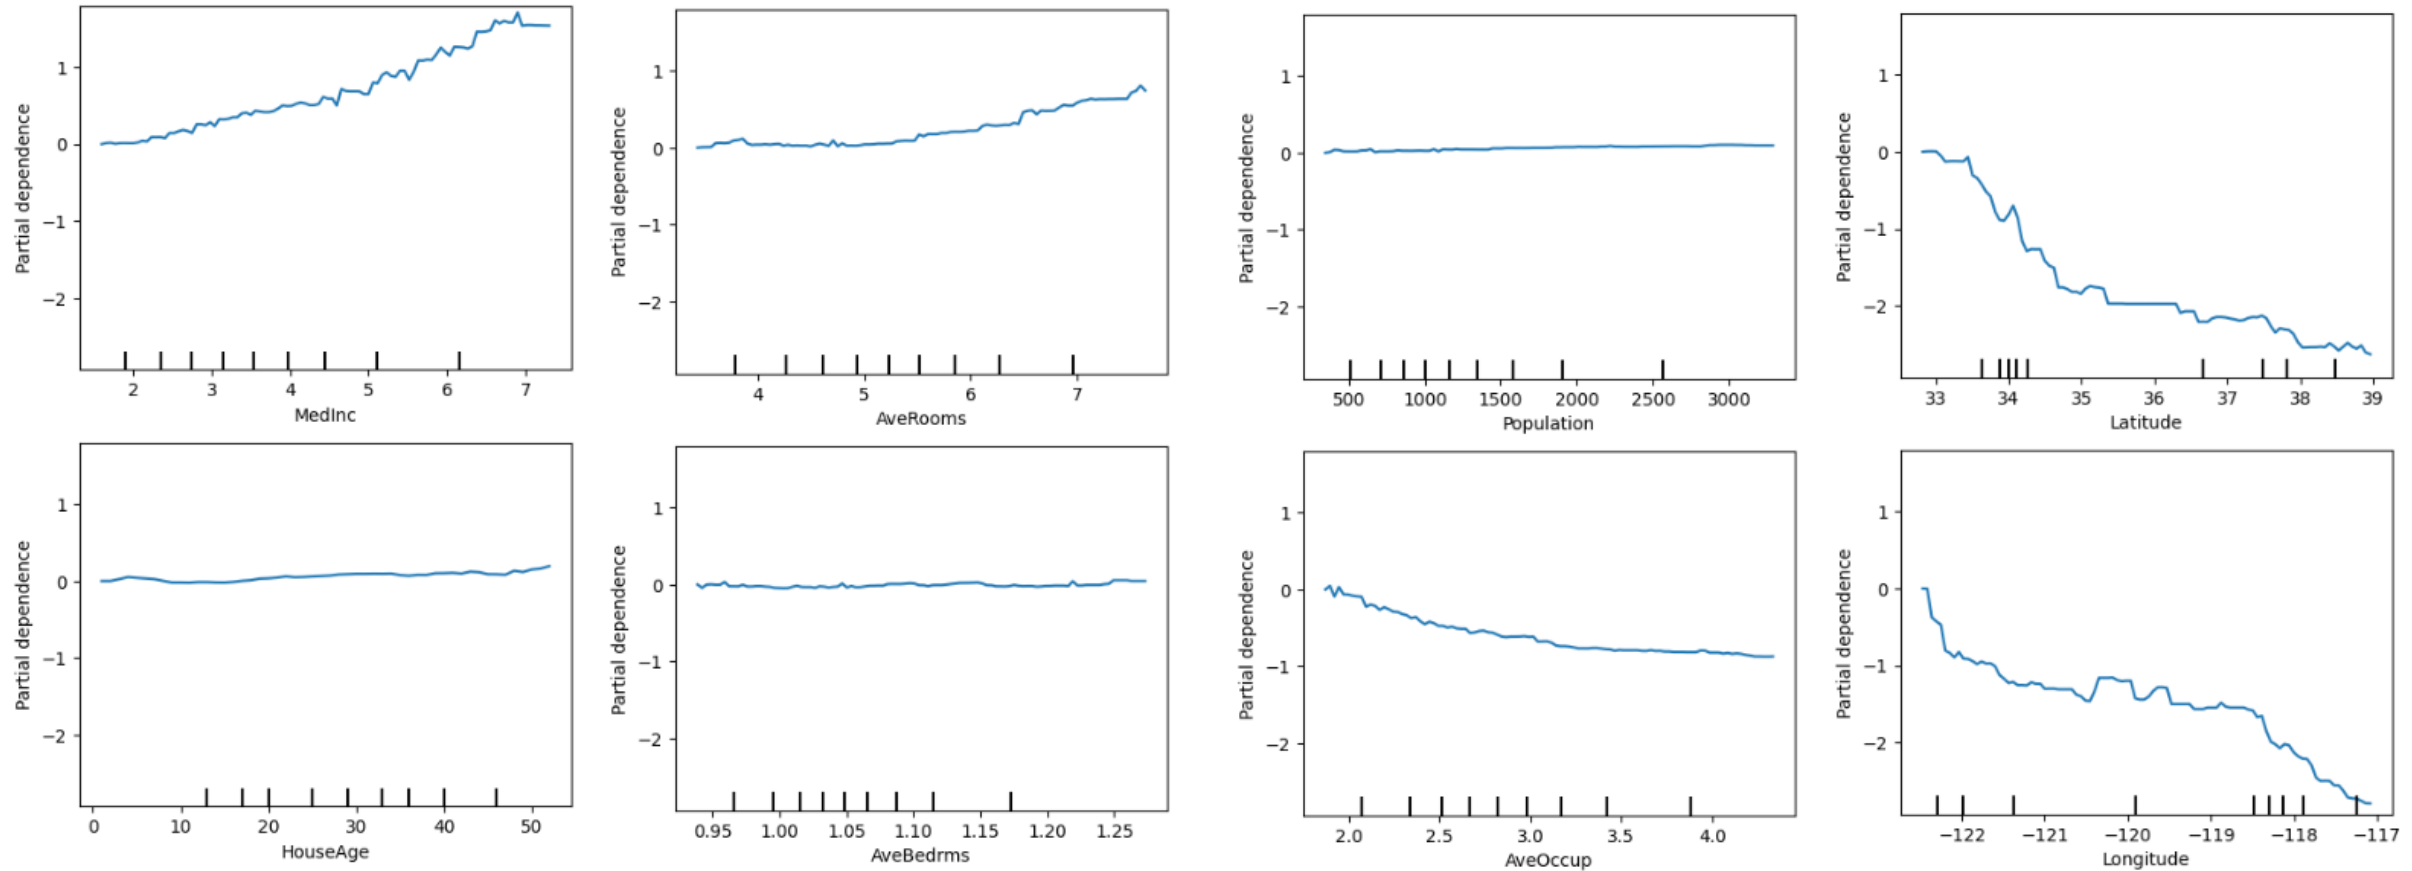 Partial dependence
1
0
−1
−2
2 3 4 5 6 7
MedInc
Partial dependence
1
0
−1
−2
4 5 6 7
AveRooms
Partial dependence
1
0
−1
−2
500 1000 1500 2000 2500 3000
Population
Partial dependence
1
0
−1
−2
33 34 35 36 37 38 39
Latitude
Partial dependence
1
0
−1
−2
0 10 20 30 40 50
HouseAge
Partial dependence
1
0
−1
−2
0.95 1.00 1.05 1.10 1.15 1.20 1.25
AveBedrms
Partial dependence
1
0
−1
−2
2.0 2.5 3.0 3.5 4.0
AveOccup
Partial dependence
1
0
−1
−2
−122 −121 −120 −119 −118 −117
Longitude